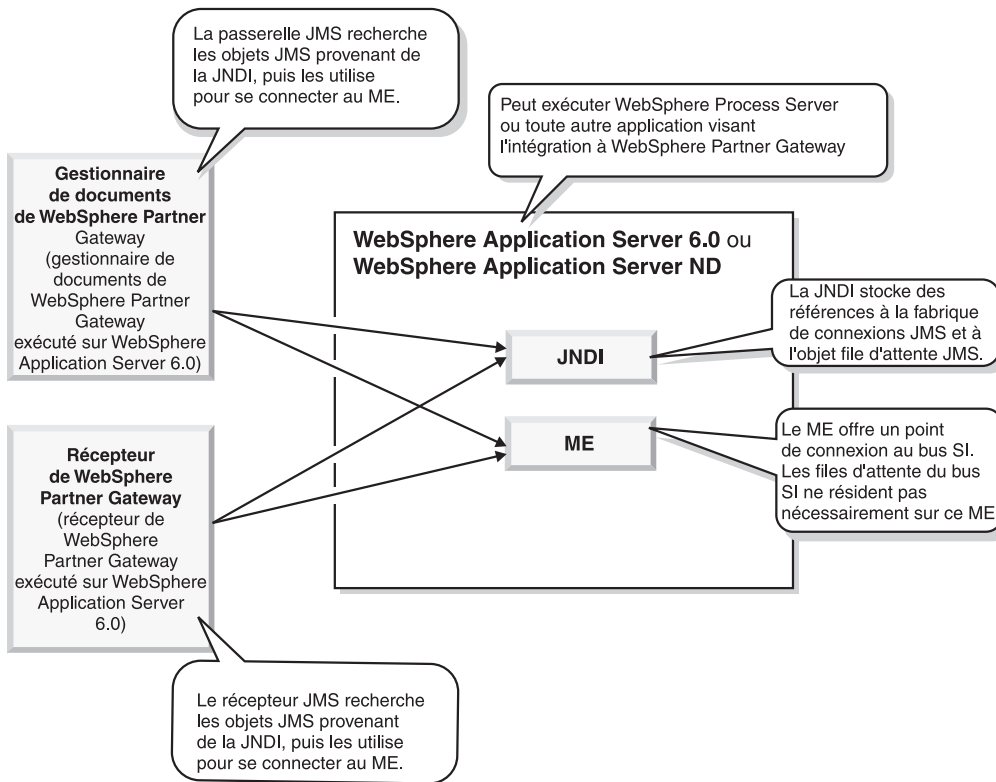 La passerelle JMS recherche
les objets JMS provenant de
la JNDI, puis les utilise
pour se connecter au ME.
Peut exécuter WebSphere Process Server
ou toute autre application visant
l'intégration à WebSphere Partner Gateway
Gestionnaire
de documents
de WebSphere Partner
Gateway
(gestionnaire de
documents de
WebSphere Partner
Gateway
exécuté sur WebSphere
Application Server 6.0)
WebSphere Application Server 6.0 ou
WebSphere Application Server ND
JNDI
La JNDI stocke des
références à la fabrique
de connexions JMS et à
l'objet file d'attente JMS.
ME
Le ME offre un point
de connexion au bus SI.
Les files d'attente du bus
SI ne résident pas
nécessairement sur ce ME
Récepteur
de WebSphere
Partner Gateway)
(récepteur de
WebSphere
Partner Gateway
exécuté sur WebSphere
Application Server
6.0)
Le récepteur JMS recherche
les objets JMS provenant
de la JNDI, puis les utilise
pour se connecter au ME.